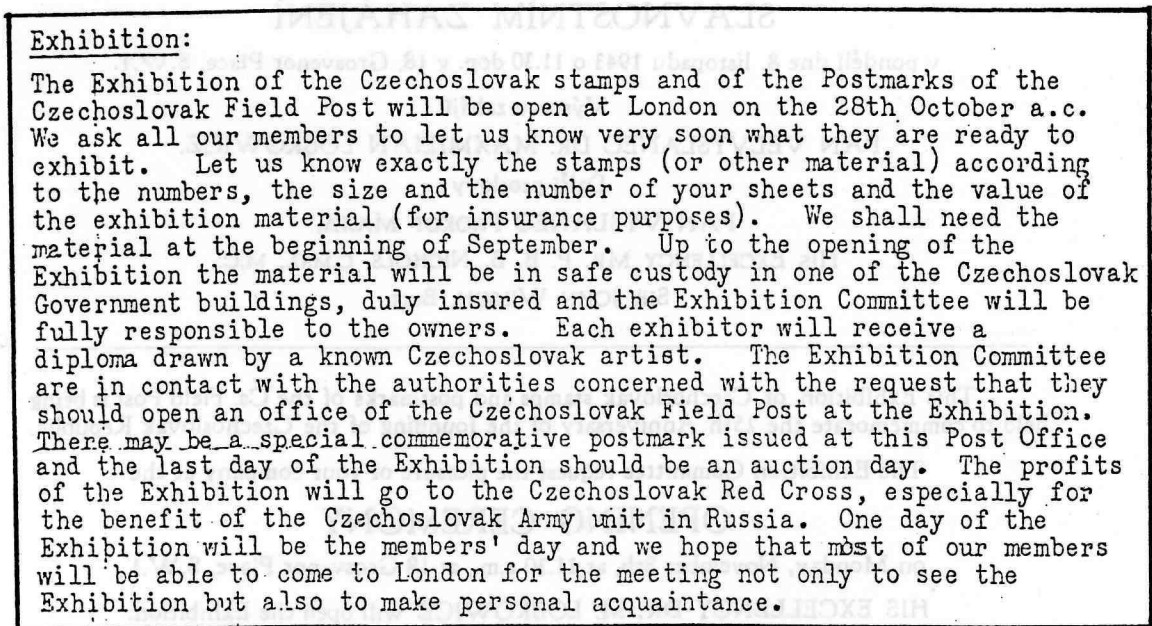 Exhibition:
The Exhibition of the Czechoslovak stamps and of the Postmarks of the
Czechoslovak Field Post will be open at London on the 28th October a.c.
We ask all our members to let us know very soon what they are ready to
exhibit. Let us know exactly the stamps (or other material) according
to the numbers, the size and the number of your sheets and the value of
the exhibition material (for insurance purposes). We shall need the
material at the beginning of September. Up to the opening of the
Exhibition the material will be in safe custody in one of the Czechoslovak
Government buildings, duly insured and the Exhibition Committee will be
fully responsible to the owners. Each exhibitor will receive a
diploma drawn by a known Czechoslovak artist. The Exhibition Committee
are in contact with the authorities concerned with the request that they
should open an office of the Czechoslovak Field Post at the Exhibition.
There may be a special commemorative postmark issued at this Post Office
and the last day of the Exhibition should be an auction day. The profits
of the Exhibition will go to the Czechoslovak Red Cross, especially for
the benefit of the Czechoslovak Army unit in Russia. One day of the
Exhibition will be the members' day and we hope that most of our members
will be able to come to London for the meeting not only to see the
Exhibition but also to make personal acquaintance.